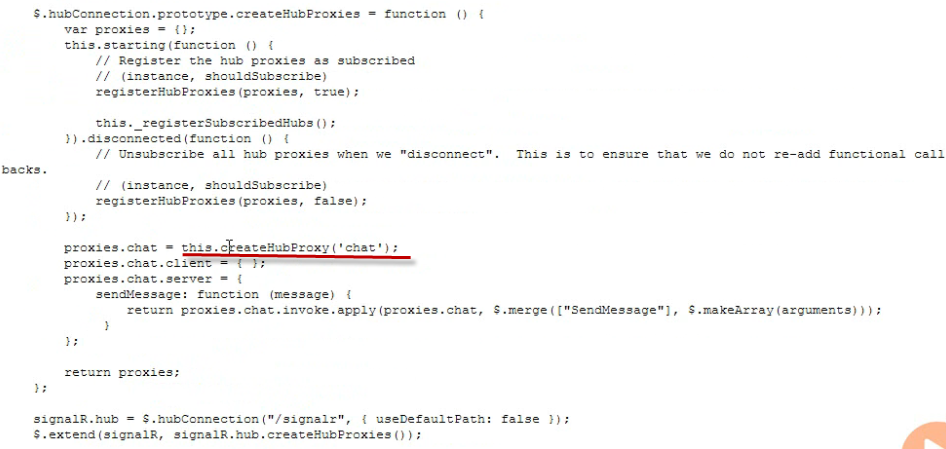 $.hubConnection.prototype.createHubProxies = function () {
var proxies = {};
this.starting(function () {
// Register the hub proxies as subscribed
// (instance, shouldSubscribe)
registerHubProxies(proxies, true);
this._registerSubscribedHubs();
}).disconnected(function () {
// Unsubscribe all hub proxies when we "disconnect".  This is to ensure that we do not re-add functional call
backs.
// (instance, shouldSubscribe)
registerHubProxies(proxies, false);
});
proxies.chat = this.createHubProxy('chat');
proxies.chat.client = { };
proxies.chat.server = {
sendMessage: function (message) {
return proxies.chat.invoke.apply(proxies.chat, $.merge(["SendMessage"], $.makeArray(arguments)));
}
};
return proxies;
};
signalR.hub = $.hubConnection("/signalr", { useDefaultPath: false });
$.extend(signalR, signalR.hub.createHubProxies());